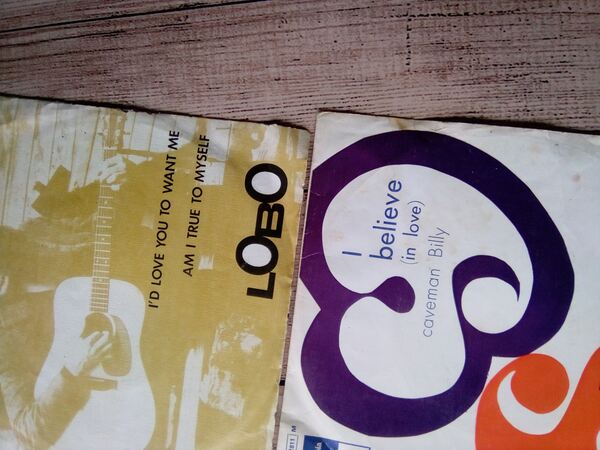 I'D LOVE YOU TO WANT ME
AM I TRUE TO MYSELF
LOBO
I
believe
(in love)
caveman Billy